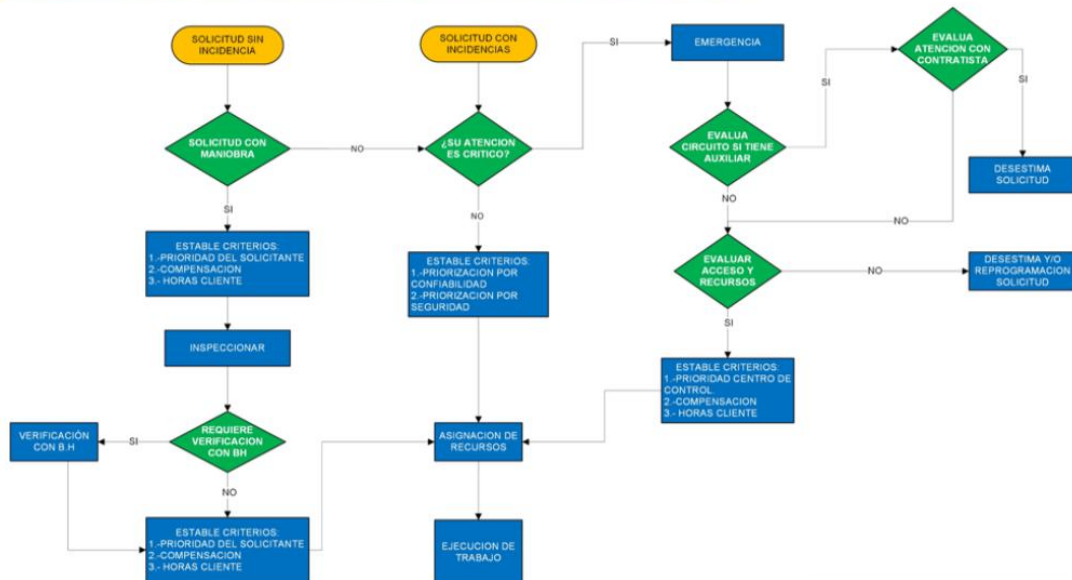 SOLICITUD SIN
INCIDENCIA
SOLICITUD CON
INCIDENCIAS
SI
EMERGENCIA
EVALUA
ATENCION CON
CONTRATISTA
SI
SI
SOLICITUD CON
MANIOBRA
NO
¿SU ATENCION
ES CRITICO?
EVALUA
CIRCUITO SI TIENE
AUXILIAR
DESESTIMA
SOLICITUD
SI
NO
NO
NO
ESTABLE CRITERIOS:
1.-PRIORIDAD DEL SOLICITANTE
2.-COMPENSACION
3.- HORAS CLIENTE
ESTABLE CRITERIOS:
1.-PRIORIZACION POR
CONFIABILIDAD
2.-PRIORIZACION POR
SEGURIDAD
EVALUAR
ACCESO Y
RECURSOS
NO
DESESTIMA Y/O
REPROGRAMACION
SOLICITUD
SI
INSPECCIONAR
ESTABLE CRITERIOS:
1.-PRIORIDAD CENTRO DE
CONTROL.
2.-COMPENSACION
3.- HORAS CLIENTE
VERIFICACIÓN
CON B.H
SI
REQUIERE
VERIFICACION
CON BH
ASIGNACION DE
RECURSOS
NO
ESTABLE CRITERIOS:
1.-PRIORIDAD DEL SOLICITANTE
2.-COMPENSACION
3.- HORAS CLIENTE
EJECUCION DE
TRABAJO